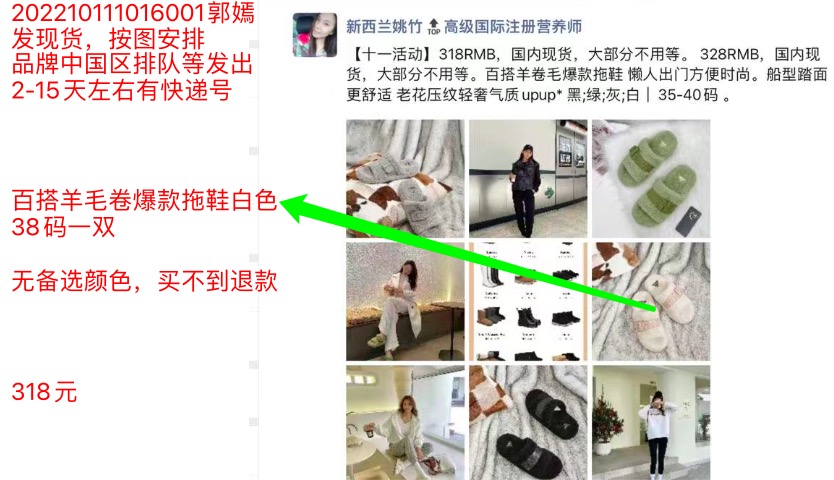 202210111016001郭嫣
发现货，按图安排
品牌中国区排队等发出
2-15天左右有快递号
百搭羊毛卷爆款拖鞋白色
38码一双
无备选颜色，买不到退款
318元
新西兰姚竹🔝高级国际注册营养师
【十一活动】318RMB，国内现货，大部分不用等。 328RMB，国内现
货，大部分不用等。百搭羊卷毛爆款拖鞋 懒人出门方便时尚。船型踏面
更舒适 老花压纹轻奢气质upup* 黑;绿;灰;白｜ 35-40码 。